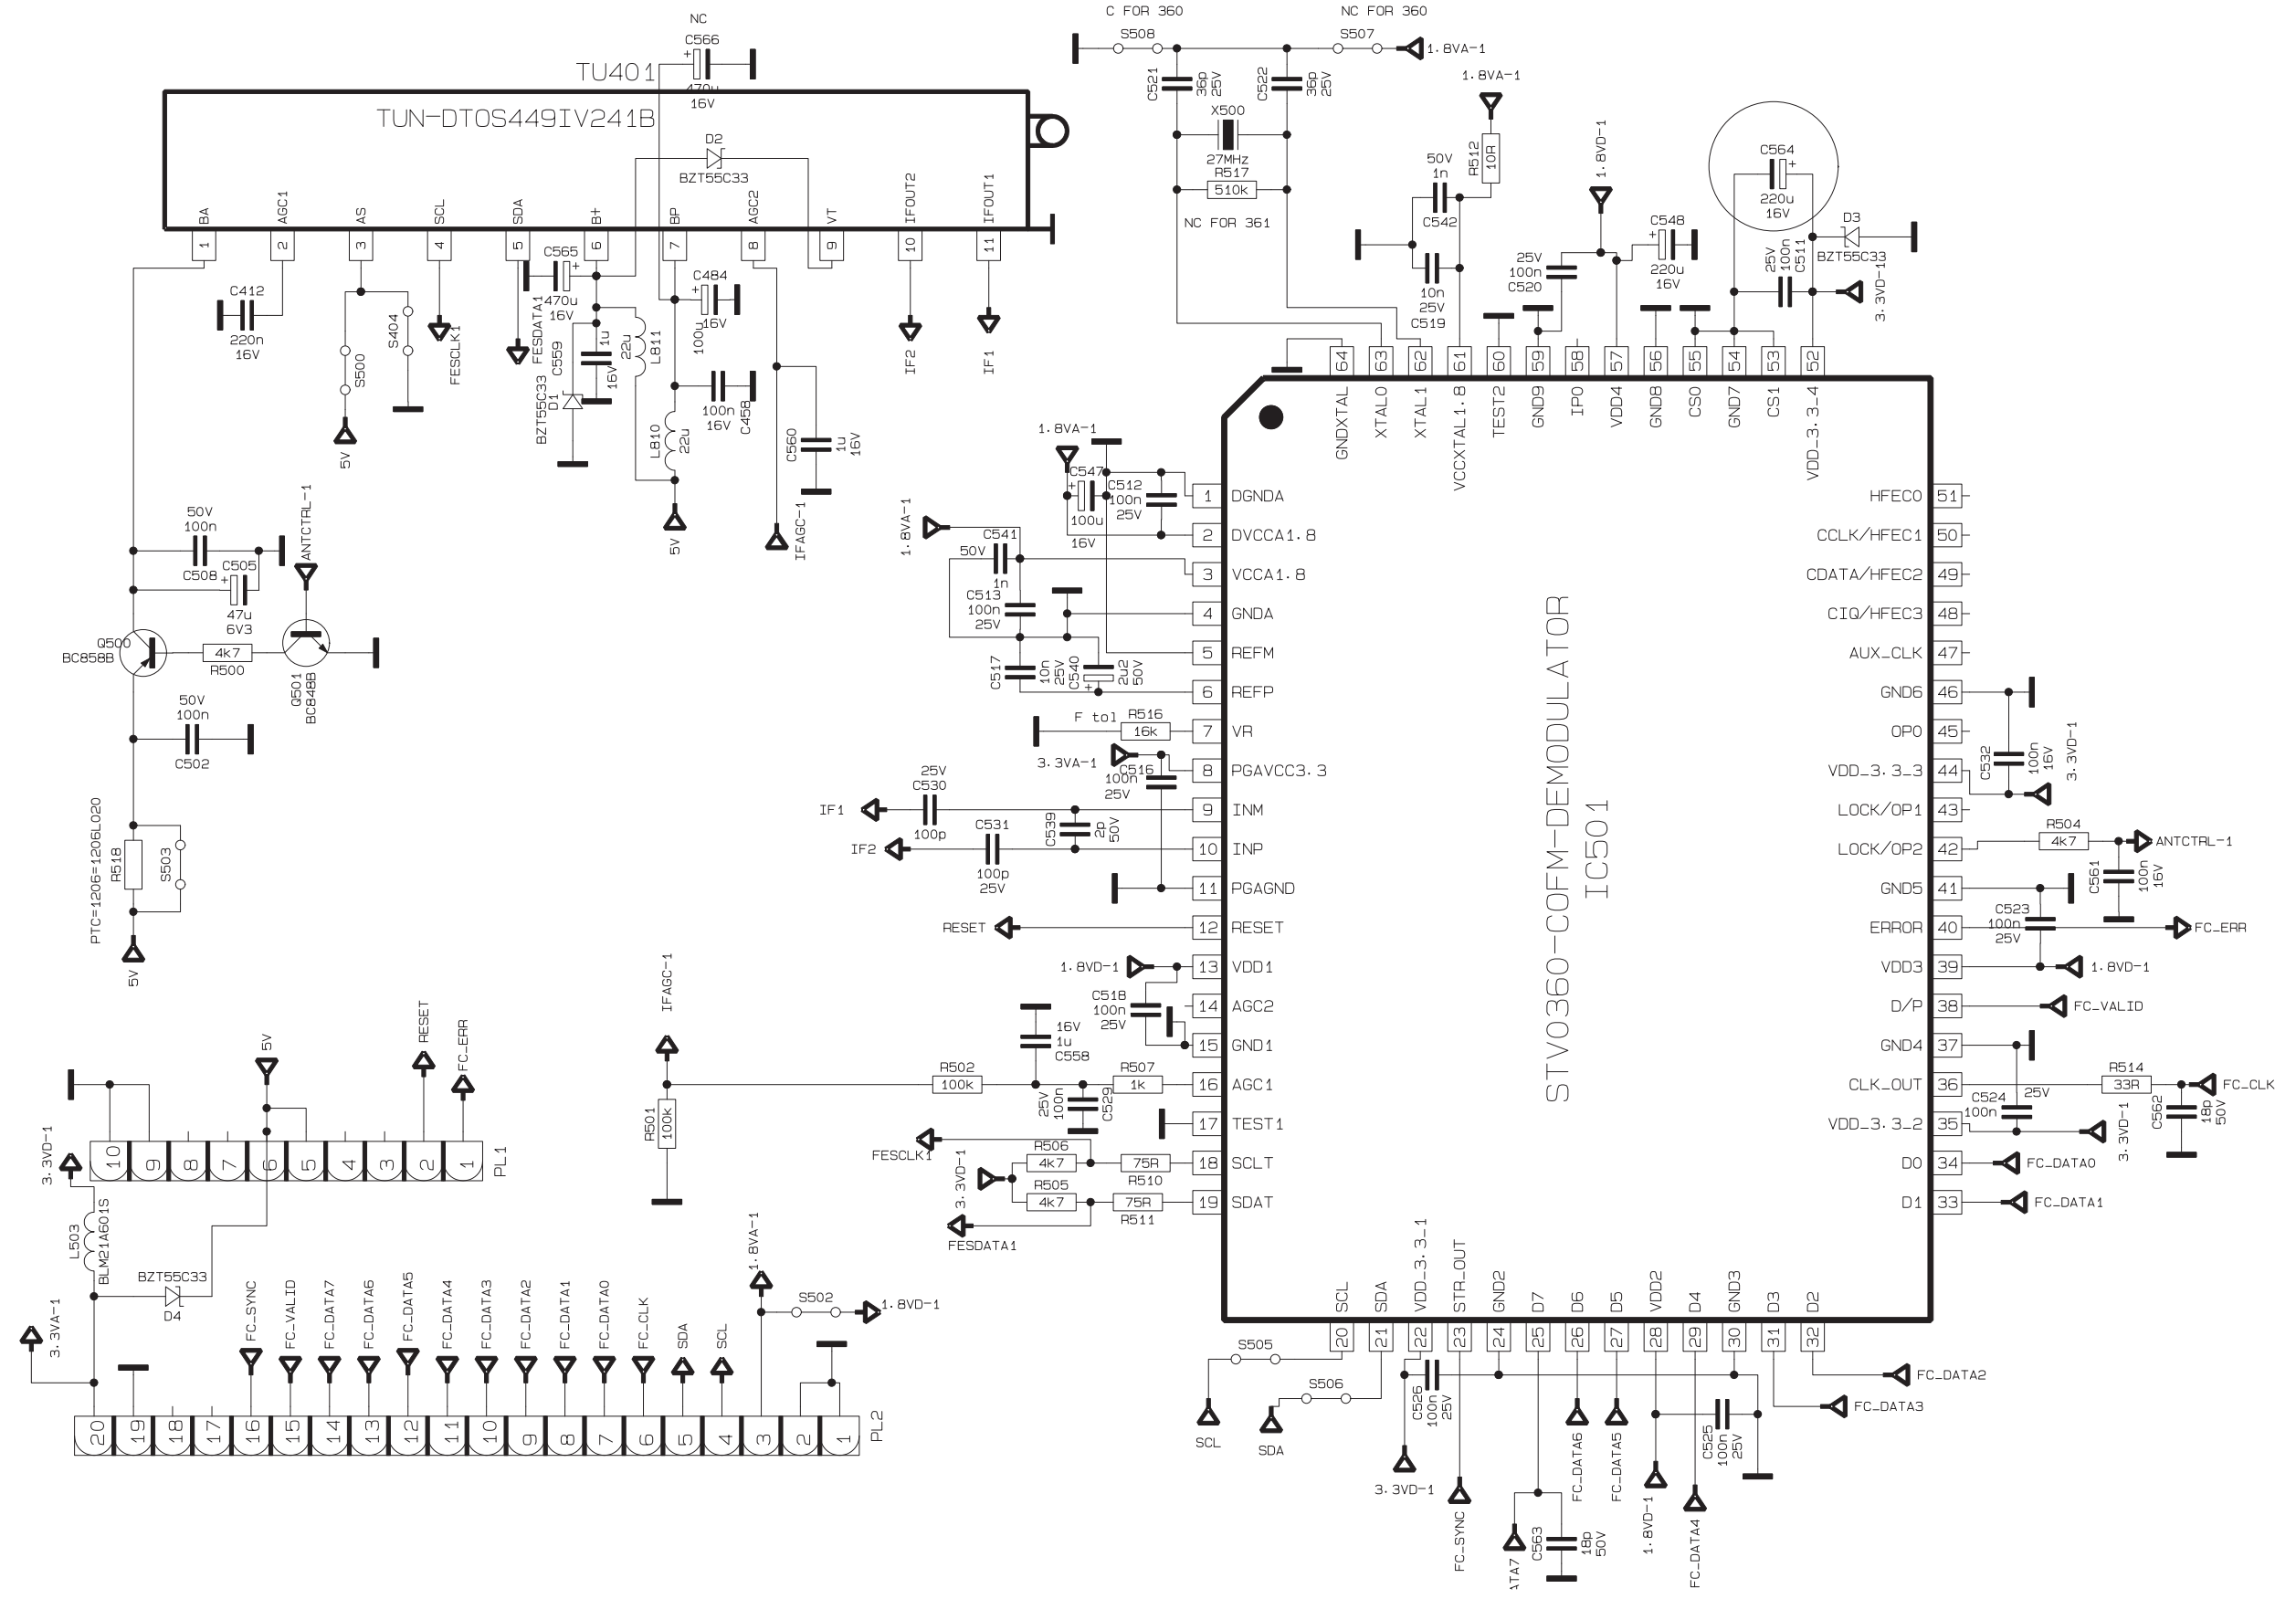 C FOR 360
NC FOR 360
NC
C566
470u
16V
S508
S507
1.8VA-1
TU401
TUN-DTOS449IV241B
D2
BZT55C33
C521
36p
25V
C522
36p
25V
X500
27MHz
R517
510k
NC FOR 361
1.8VA-1
R512
10R
50V
1n
C542
10n
25V
C519
1.8VD-1
25V
100n
C520
C548
220u
16V
C564
220u
16V
25V
100n
C511
D3
BZT55C33
3.3VD-1
BA
AGC1
AS
SCL
SDA
B+
BP
AGC2
VT
IFOUT2
IFOUT1
1
2
3
4
5
6
7
8
9
10
11
C412
220n
16V
S500
S404
5V
FESCLK1
FESDATA1
C565
470u
16V
C559
1u
16V
BZT55C33
D1
22u
L811
C484
100u
16V
L810
22u
100n
16V
C458
5V
C560
1u
16V
IFAGC-1
IF2
IF1
50V
100n
C508
C505
47u
6V3
ANTCTRL-1
Q500
BC858B
4k7
R500
Q501
BC848B
50V
100n
C502
PTC=1206=1206L020
R518
S503
5V
64
63
62
61
60
59
58
57
56
55
54
53
52
GNDXTAL
XTALO
XTAL1
VCCXTAL1.8
TEST2
GND9
IPO
VDD4
GND8
CSO
GND7
CS1
VDD_3.3_4
STV0360-COFM-DEMODULATOR
IC501
1 DGNDA
2 DVCCA1.8
3 VCCA1.8
4 GNDA
5 REFM
6 REFP
7 VR
8 PGAVCC3.3
9 INM
10 INP
11 PGAGND
12 RESET
13 VDD1
14 AGC2
15 GND1
16 AGC1
17 TEST1
18 SCLT
19 SDAT
HFECO 51
CCLK/HFEC1 50
CDATA/HFEC2 49
CIQ/HFEC3 48
AUX_CLK 47
GND6 46
OPO 45
VDD_3.3_3 44
LOCK/OP1 43
LOCK/OP2 42
GND5 41
ERROR 40
VDD3 39
D/P 38
GND4 37
CLK_OUT 36
VDD_3.3_2 35
DO 34
D1 33
SCL
SDA
VDD_3.3_1
STR_OUT
GND2
D7
D6
D5
VDD2
D4
GND3
D3
D2
20
21
22
23
24
25
26
27
28
29
30
31
32
1.8VA-1
C547
100u
16V
C512
100n
25V
1.8VA-1
C541
50V
1n
C513
100n
25V
C517
10n
25V
C540
2u2
50V
F tol
R516
16k
3.3VA-1
C516
100n
25V
IF1
25V
C530
100p
IF2
C531
100p
25V
C539
2p
50V
RESET
1.8VD-1
C518
100n
25V
16V
1u
C558
IFAGC-1
R501
100k
R502
100k
25V
100n
C529
R507
1k
FESCLK1
R506
4k7
75R
R510
3.3VD-1
R505
4k7
75R
R511
FESDATA1
C532
100n
16V
3.3VD-1
R504
4k7
ANTCTRL-1
C561
100n
16V
C523
100n
25V
FC_ERR
1.8VD-1
FC_VALID
R514
33R
FC_CLK
25V
C524
100n
3.3VD-1
C562
18p
50V
FC_DATA0
FC_DATA1
S505
SCL
S506
SDA
C526
100n
25V
3.3VD-1
FC_SYNC
ATA7
C563
18p
50V
FC_DATA6
FC_DATA5
1.8VD-1
FC_DATA4
C525
100n
25V
FC_DATA3
FC_DATA2
5V
RESET
FC_ERR
10
9
8
7
6
5
4
3
2
1
PL1
3.3VD-1
L503
BLM21A601S
BZT55C33
D4
3.3VA-1
FC_SYNC
FC_VALID
FC_DATA7
FC_DATA6
FC_DATA5
FC_DATA4
FC_DATA3
FC_DATA2
FC_DATA1
FC_DATA0
FC_CLK
SDA
SCL
1.8VA-1
S502
1.8VD-1
20
19
18
17
16
15
14
13
12
11
10
9
8
7
6
5
4
3
2
1
PL2